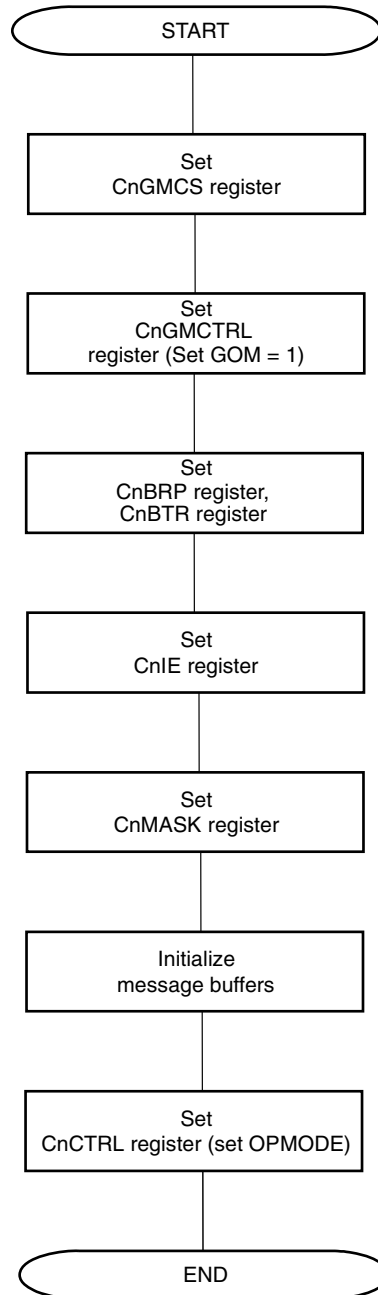 START
Set
CnGMCS register
Set
CnGMCTRL
register (Set GOM = 1)
Set
CnBRP register,
CnBTR register
Set
CnIE register
Set
CnMASK register
Initialize
message buffers
Set
CnCTRL register (set OPMODE)
END